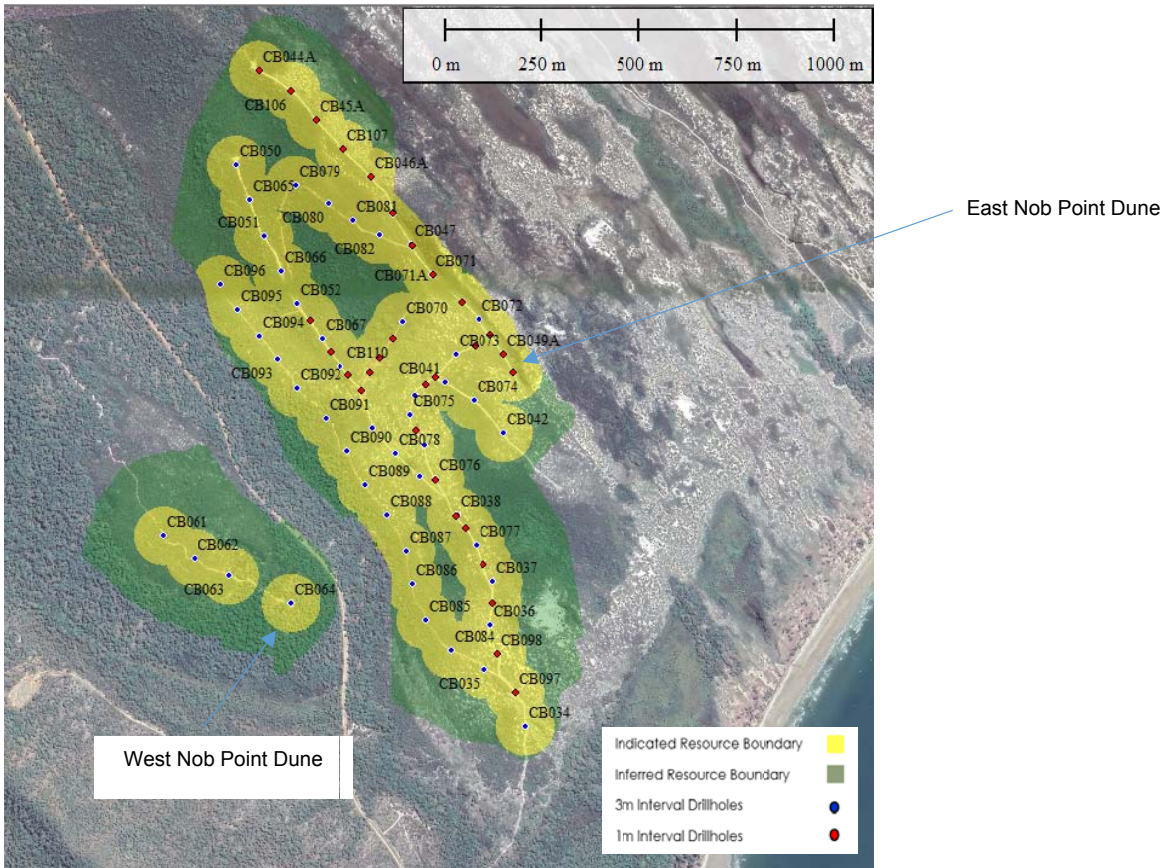 0 m 250 m 500 m 750 m 1000 m
CB044A
CB106
CB45A
CB107
CB050
CB079
CB046A
CB065
East Nob Point Dune
CB080
CB081
CB051
CB047
CB082
CB066
CB071
CB096
CB071A
CB052
CB095
CB070
CB072
CB094
CB067
CB073
CB049A
CB110
CB041
CB093
CB092
CB074
CB091
CB075
CB042
CB090
CB078
CB089
CB076
CB088
CB038
CB061
CB077
CB087
CB062
CB086
CB037
CB063
CB064
CB085
CB036
CB084
CB098
CB035
CB097
CB034
West Nob Point Dune
Indicated Resource Boundary
Inferred Resource Boundary
3m Interval Drillholes
1m Interval Drillholes